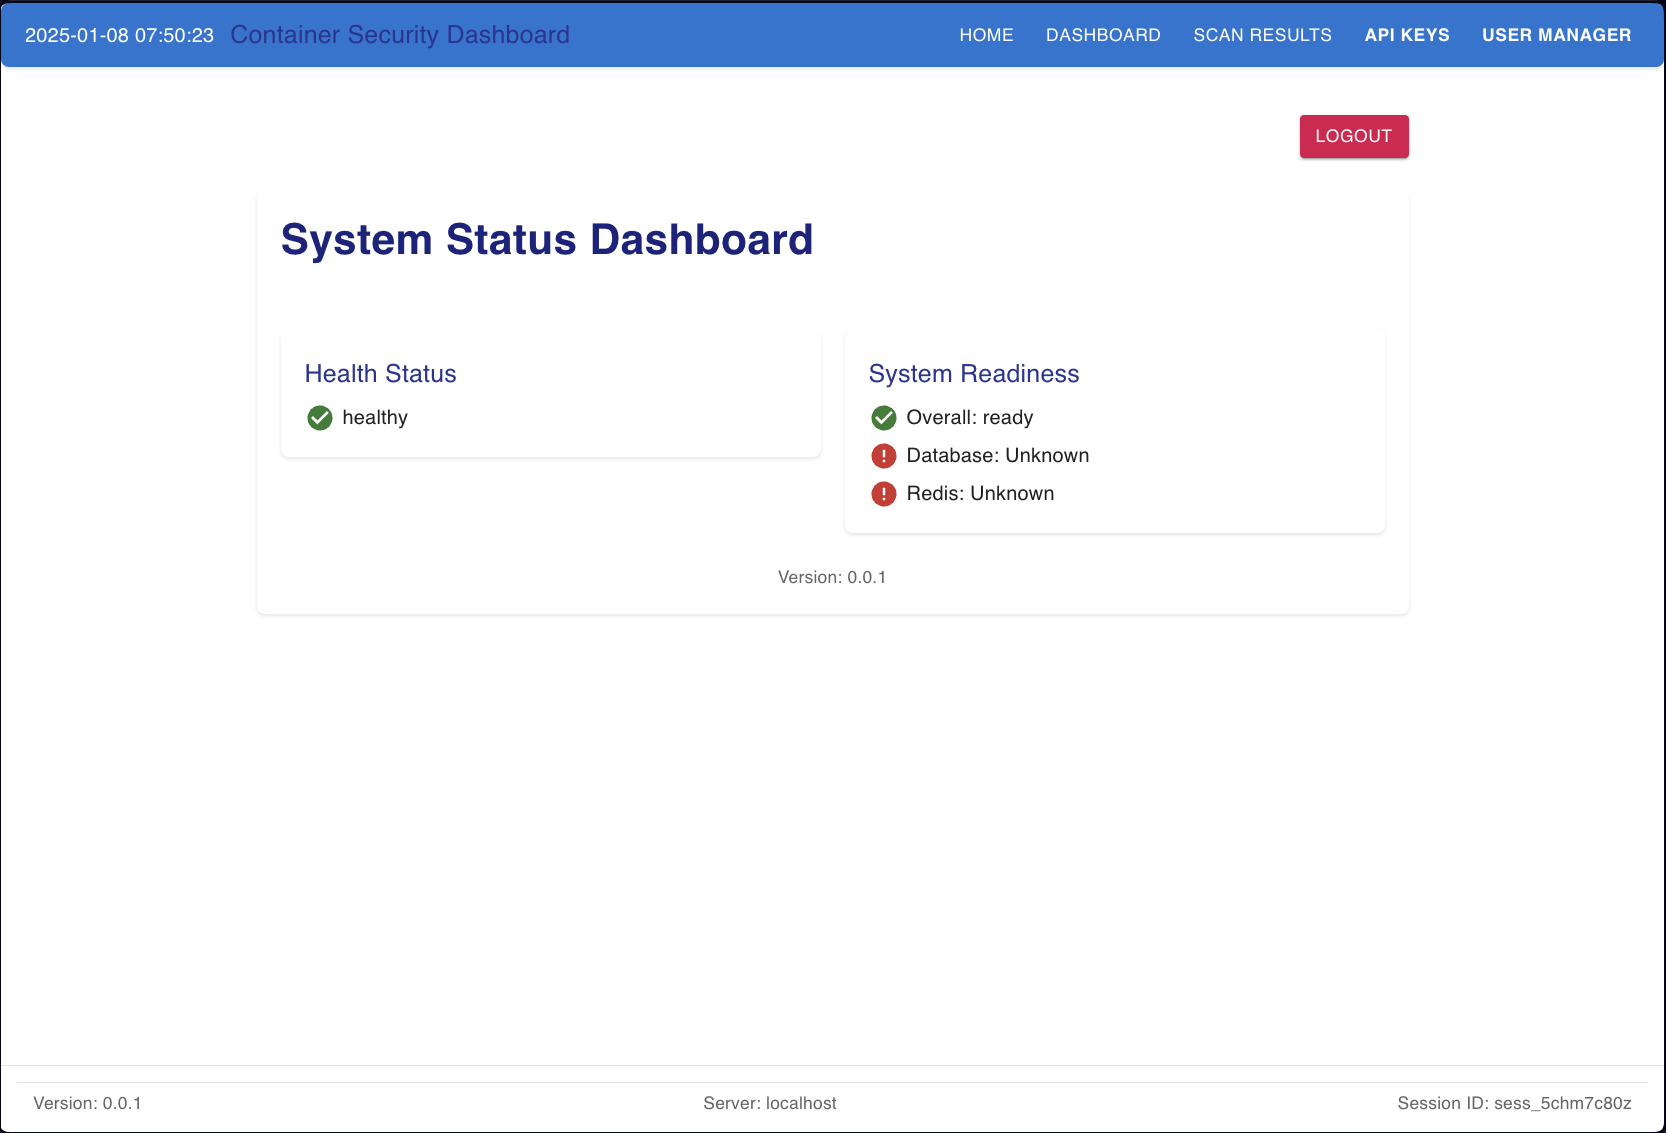 2025-01-08 07:50:23 Container Security Dashboard HOME DASHBOARD SCAN RESULTS API KEYS USER MANAGER
LOGOUT
System Status Dashboard
Health Status
healthy
System Readiness
Overall: ready
Database: Unknown
Redis: Unknown
Version: 0.0.1
Version: 0.0.1 Server: localhost Session ID: sess_5chm7c80z